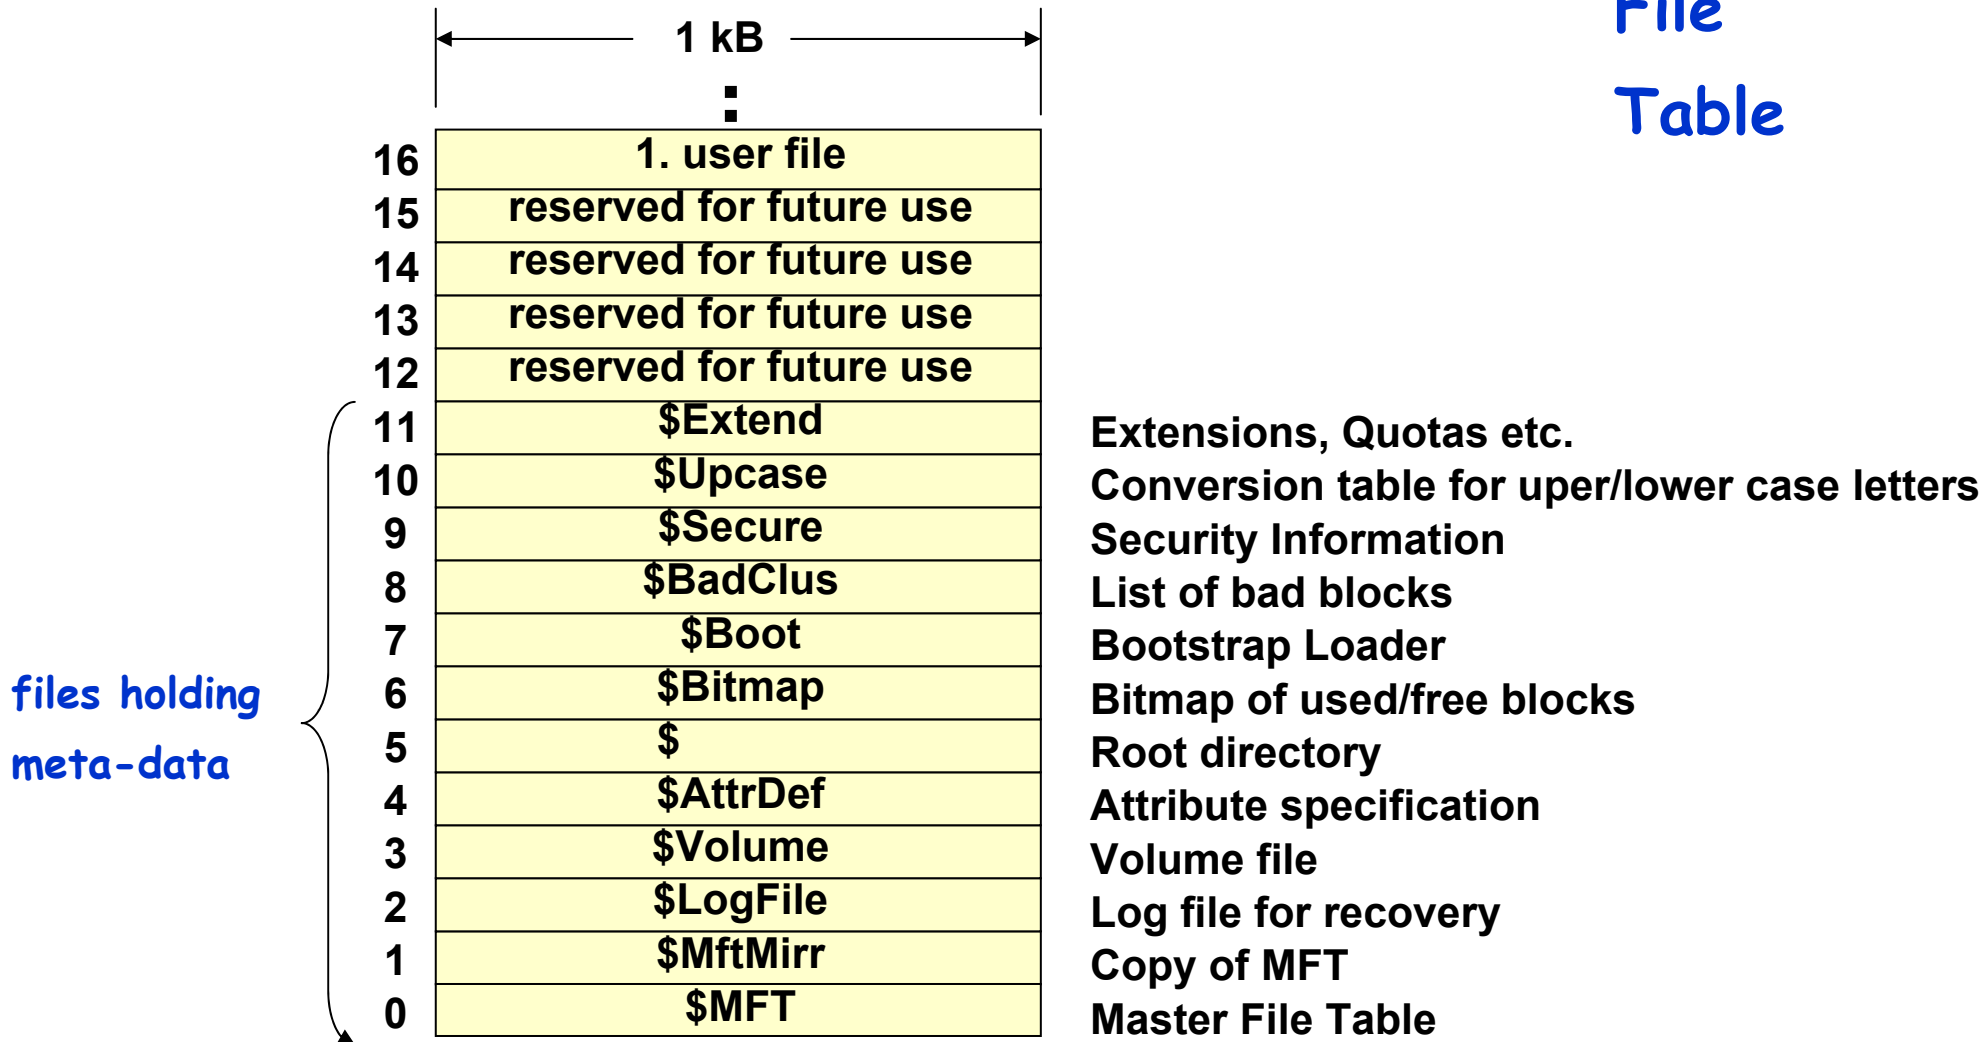 File
Table
1 kB
:
16 1. user file
15 reserved for future use
14 reserved for future use
13 reserved for future use
12 reserved for future use
11 $Extend Extensions, Quotas etc.
10 $Upcase Conversion table for uper/lower case letters
9 $Secure Security Information
8 $BadClus List of bad blocks
7 $Boot Bootstrap Loader
6 $Bitmap Bitmap of used/free blocks
5 $ Root directory
4 $AttrDef Attribute specification
3 $Volume Volume file
2 $LogFile Log file for recovery
1 $MftMirr Copy of MFT
0 $MFT Master File Table
files holding
meta-data